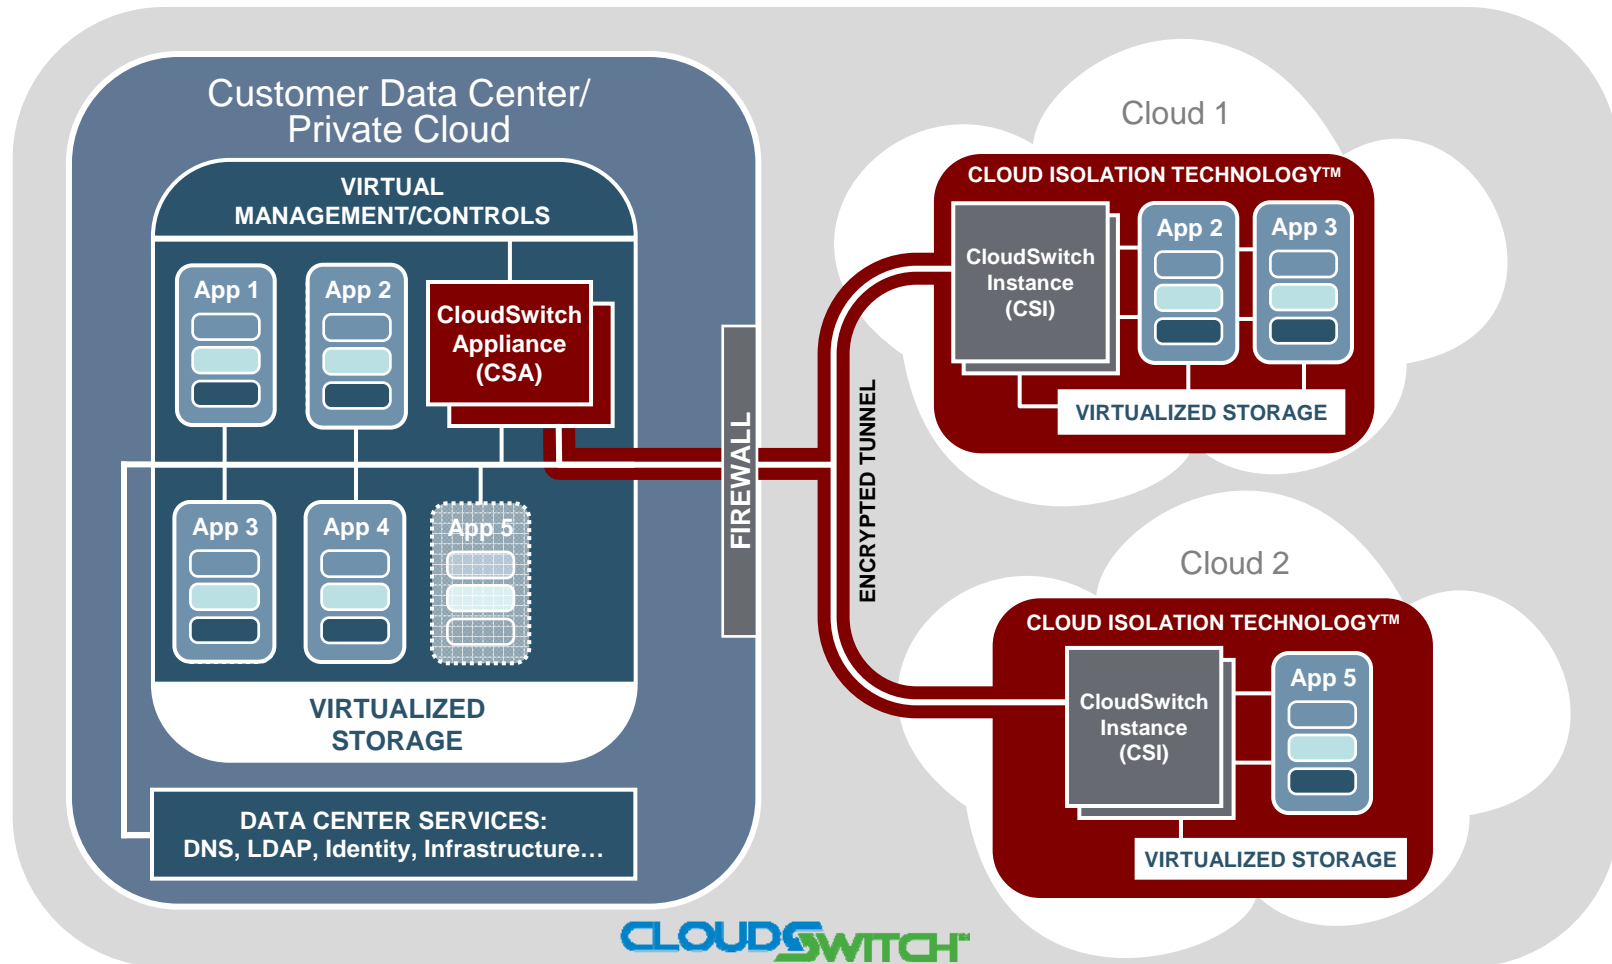 Customer Data Center/
Private Cloud
VIRTUAL
MANAGEMENT/CONTROLS
App 1
App 2
CloudSwitch
Appliance
(CSA)
App 3
App 4
App 5
VIRTUALIZED
STORAGE
DATA CENTER SERVICES:
DNS, LDAP, Identity, Infrastructure…
FIREWALL
ENCRYPTED TUNNEL
Cloud 1
CLOUD ISOLATION TECHNOLOGY™
CloudSwitch
Instance
(CSI)
App 2
App 3
VIRTUALIZED STORAGE
Cloud 2
CLOUD ISOLATION TECHNOLOGY™
CloudSwitch
Instance
(CSI)
App 5
VIRTUALIZED STORAGE
CLOUDSWITCH™